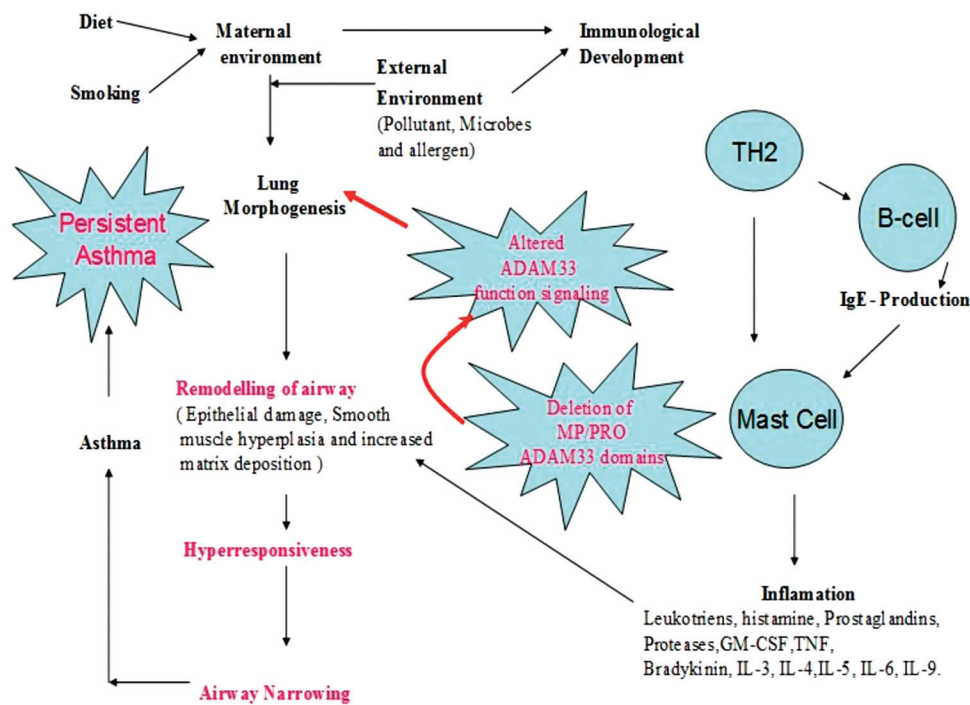 Diet
Smoking
Maternal
environment
Immunological
Development
External
Environment
(Pollutant, Microbes
and allergen)
TH2
B-cell
IgE - Production
Mast Cell
Persistent
Asthma
Lung
Morphogenesis
Altered
ADAM33
function signaling
Deletion of
MP/PRO
ADAM33 domains
Remodelling of airway
( Epithelial damage, Smooth
muscle hyperplasia and increased
matrix deposition )
Asthma
Hyperresponsiveness
Airway Narrowing
Inflamation
Leukotriens, histamine, Prostaglandins,
Proteases,GM-CSF,TNF,
Bradykinin, IL-3, IL-4,IL-5, IL-6, IL-9.